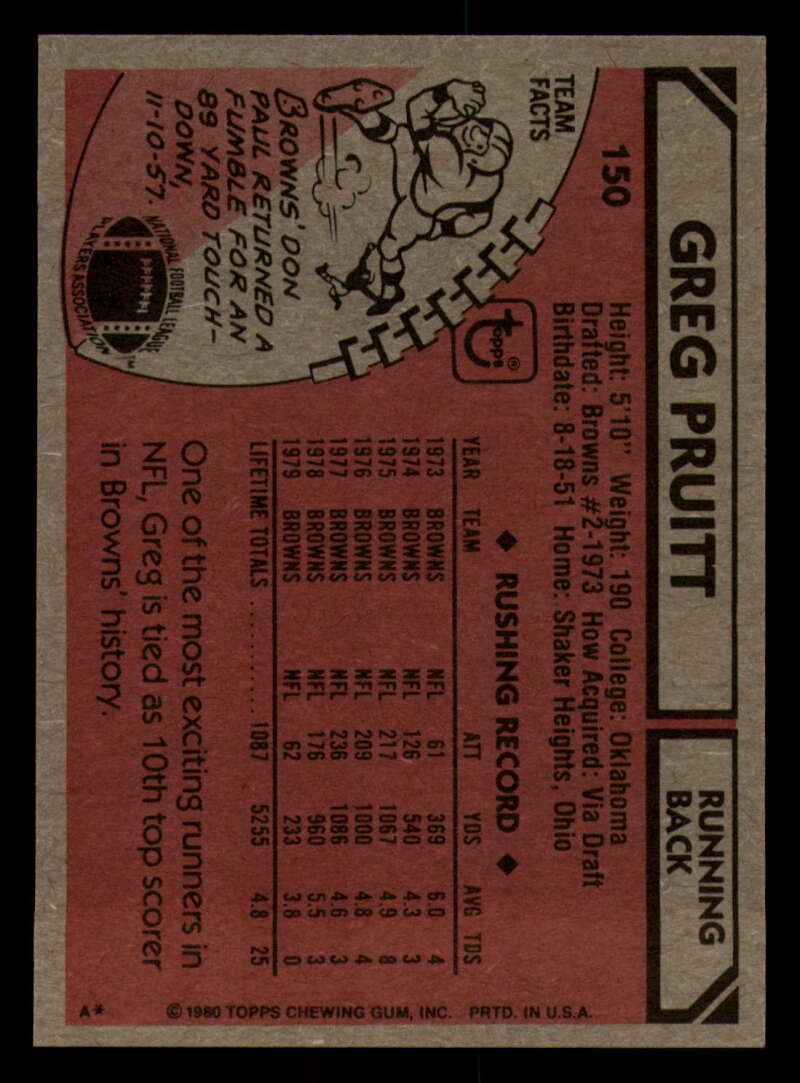 GREG PRUITT
RUNNING
BACK
150
Height: 5'10" Weight: 190 College: Oklahoma
Drafted: Browns #2-1973 How Acquired: Via Draft
Birthdate: 8-18-51 Home: Shaker Heights, Ohio
TEAM
FACTS
BROWNS' DON
PAUL RETURNED A
FUMBLE FOR AN
89 YARD TOUCH-
DOWN,
11-10-57.
NATIONAL FOOTBALL LEAGUE
PLAYERS ASSOCIATION
TM
topps®
◆ RUSHING RECORD ◆
YEAR TEAM ATT YDS AVG TDS
1973 BROWNS NFL 61 369 6.0 4
1974 BROWNS NFL 126 540 4.3 3
1975 BROWNS NFL 217 1067 4.9 8
1976 BROWNS NFL 209 1000 4.8 4
1977 BROWNS NFL 236 1086 4.6 3
1978 BROWNS NFL 176 960 5.5 3
1979 BROWNS NFL 62 233 3.8 0
LIFETIME TOTALS .......... 1087 5255 4.8 25
One of the most exciting runners in
NFL, Greg is tied as 10th top scorer
in Browns' history.
A* © 1980 TOPPS CHEWING GUM, INC. PRTD. IN U.S.A.